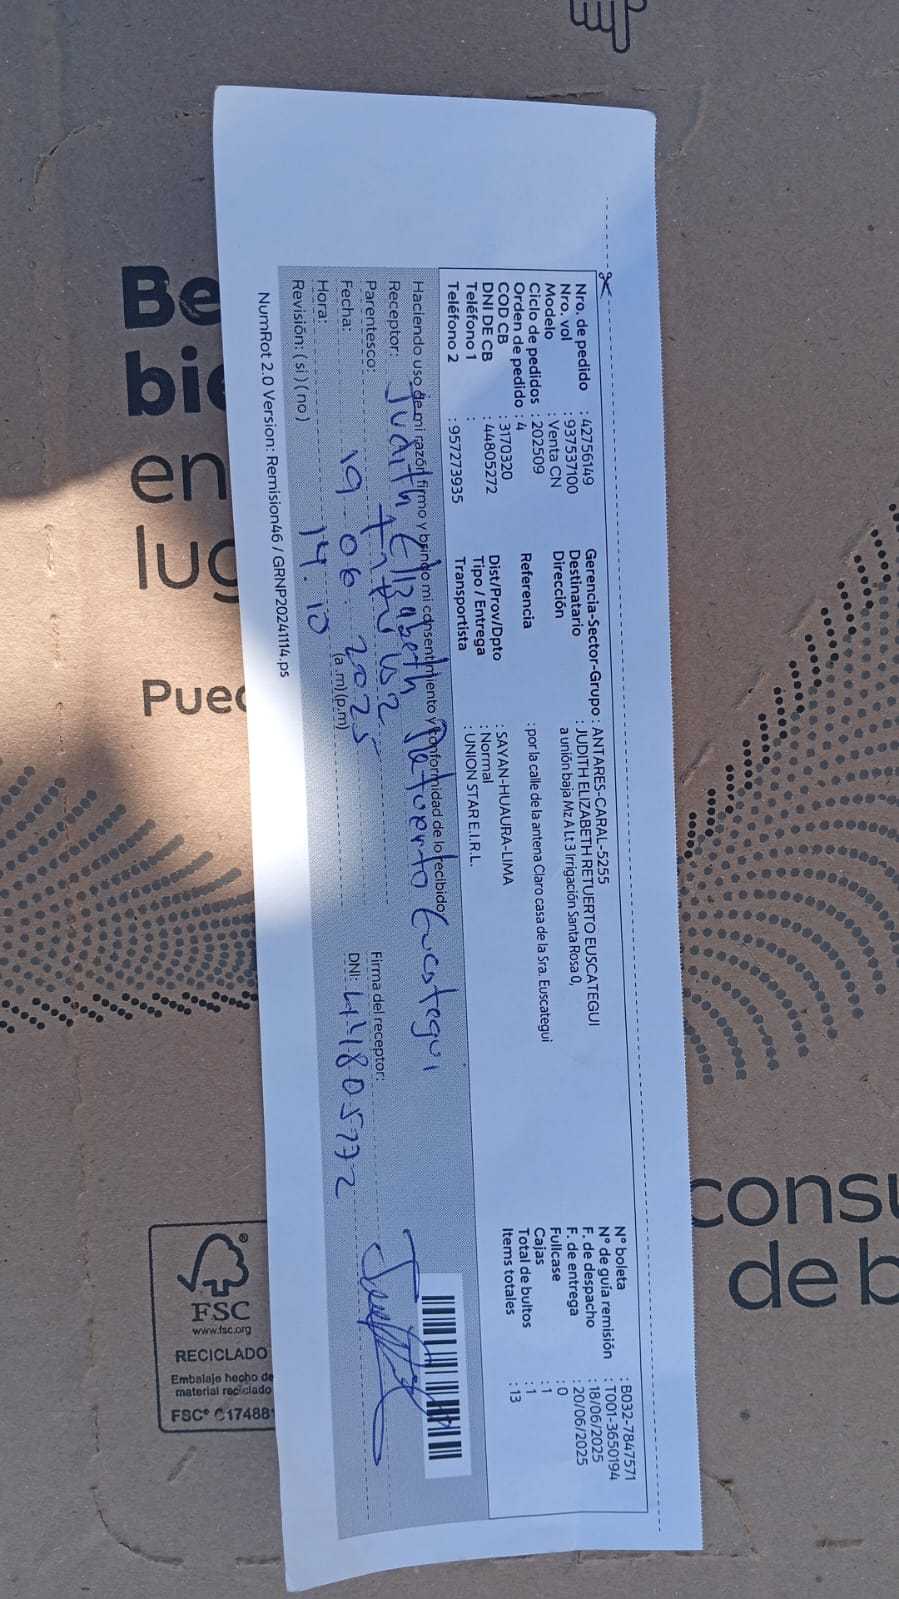 Nro. de pedido : 42756149
Nro. vol : 937537100
Modelo : Venta CN
Ciclo de pedidos : 202509
Orden de pedido : 4
COD CB : 3170320
DNI DE CB : 44805272
Teléfono 1 :
Teléfono 2 : 957273935
Gerencia-Sector-Grupo : ANTARES-CARAL-5255
Destinatario : JUDITH ELIZABETH RETUERTO EUSCATEGUI
Dirección a unión baja Mz A Lt 3 Irrigación Santa Rosa 0,
Referencia : por la calle de la antena Claro casa de la Sra. Euscategui
Dist/Prov/Dpto : SAYAN-HUAURA-LIMA
Tipo / Entrega : Normal
Transportista : UNION STAR E.I.R.L.
N° boleta : B032-7847571
N° de guía remisión : T001-3650194
F. de despacho : 18/06/2025
F. de entrega : 20/06/2025
Fullcase : 0
Cajas : 1
Total de bultos : 1
Items totales : 13
Haciendo uso de mi razón firmo y brindo mi consentimiento y conformidad de lo recibido
Receptor: Judith Elizabeth Retuerto Euscategui
Parentesco:
Fecha: 19-06-2025
Hora: 14:10 (a.m)(p.m)
Revisión: (si)(no)
Firma del receptor:
DNI: 44805272
NumRot 2.0 Version: Remision46 / GRNP20241114.ps
Be
bie
en
lug
Pued
consu
de b
FSC®
www.fsc.org
RECICLADO
Embalaje hecho de
material reciclado
FSC® C174881